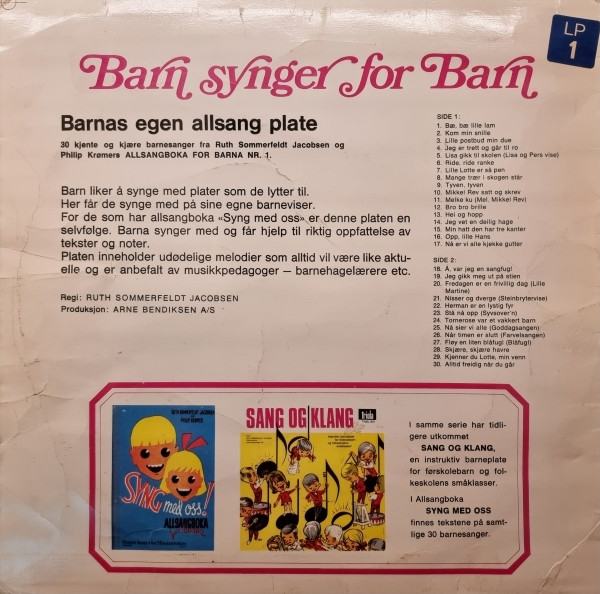 LP
1
Barn synger for Barn
Barnas egen allsang plate
30 kjente og kjære barnesanger fra Ruth Sommerfeldt Jacobsen og
Philip Krømers ALLSANGBOKA FOR BARNA NR. 1.
Barn liker å synge med plater som de lytter til.
Her får de synge med på sine egne barneviser.
For de som har allsangboka «Syng med oss» er denne platen en
selvfølge. Barna synger med og får hjelp til riktig oppfattelse av
tekster og noter.
Platen inneholder udødelige melodier som alltid vil være like aktu-
elle og er anbefalt av musikkpedagoger — barnehagelærere etc.
Regi: RUTH SOMMERFELDT JACOBSEN
Produksjon: ARNE BENDIKSEN A/S
SIDE 1:
1. Bæ, bæ lille lam
2. Kom min snille
3. Lille postbud min due
4. Jeg er trett og går til ro
5. Lisa gikk til skolen (Lisa og Pers vise)
6. Ride, ride ranke
7. Lille Lotte er så pen
8. Mange trær i skogen står
9. Tyven, tyven
10. Mikkel Rev satt og skrev
11. Melke ku (Mel. Mikkel Rev)
12. Bro bro brille
13. Hei og hopp
14. Jeg vet en deilig hage
15. Min hatt den har tre kanter
16. Opp, lille Hans
17. Nå er vi alle kjekke gutter
SIDE 2:
18. Å, var jeg en sangfugl
19. Jeg gikk meg ut på stien
20. Fredagen er en frivillig dag (Lille
Martine)
21. Nisser og dverge (Steinbrytervise)
22. Herman er en lystig fyr
23. Stå nå opp (Syvsover'n)
24. Tornerose var et vakkert barn
25. Nå sier vi alle (Goddagsangen)
26. Når timen er slutt (Farvelsangen)
27. Fløy en liten blåfugl (Blåfugl)
28. Skjære, skjære havre
29. Kjenner du Lotte, min venn
30. Alltid freidig når du går
SYNG med oss!
ALLSANGBOKA
SANG OG KLANG
triola
I samme serie har tidli-
gere utkommet
SANG OG KLANG,
en instruktiv barneplate
for førskolebarn og fol-
keskolens småklasser.
I Allsangboka
SYNG MED OSS
finnes tekstene på samt-
lige 30 barnesanger.